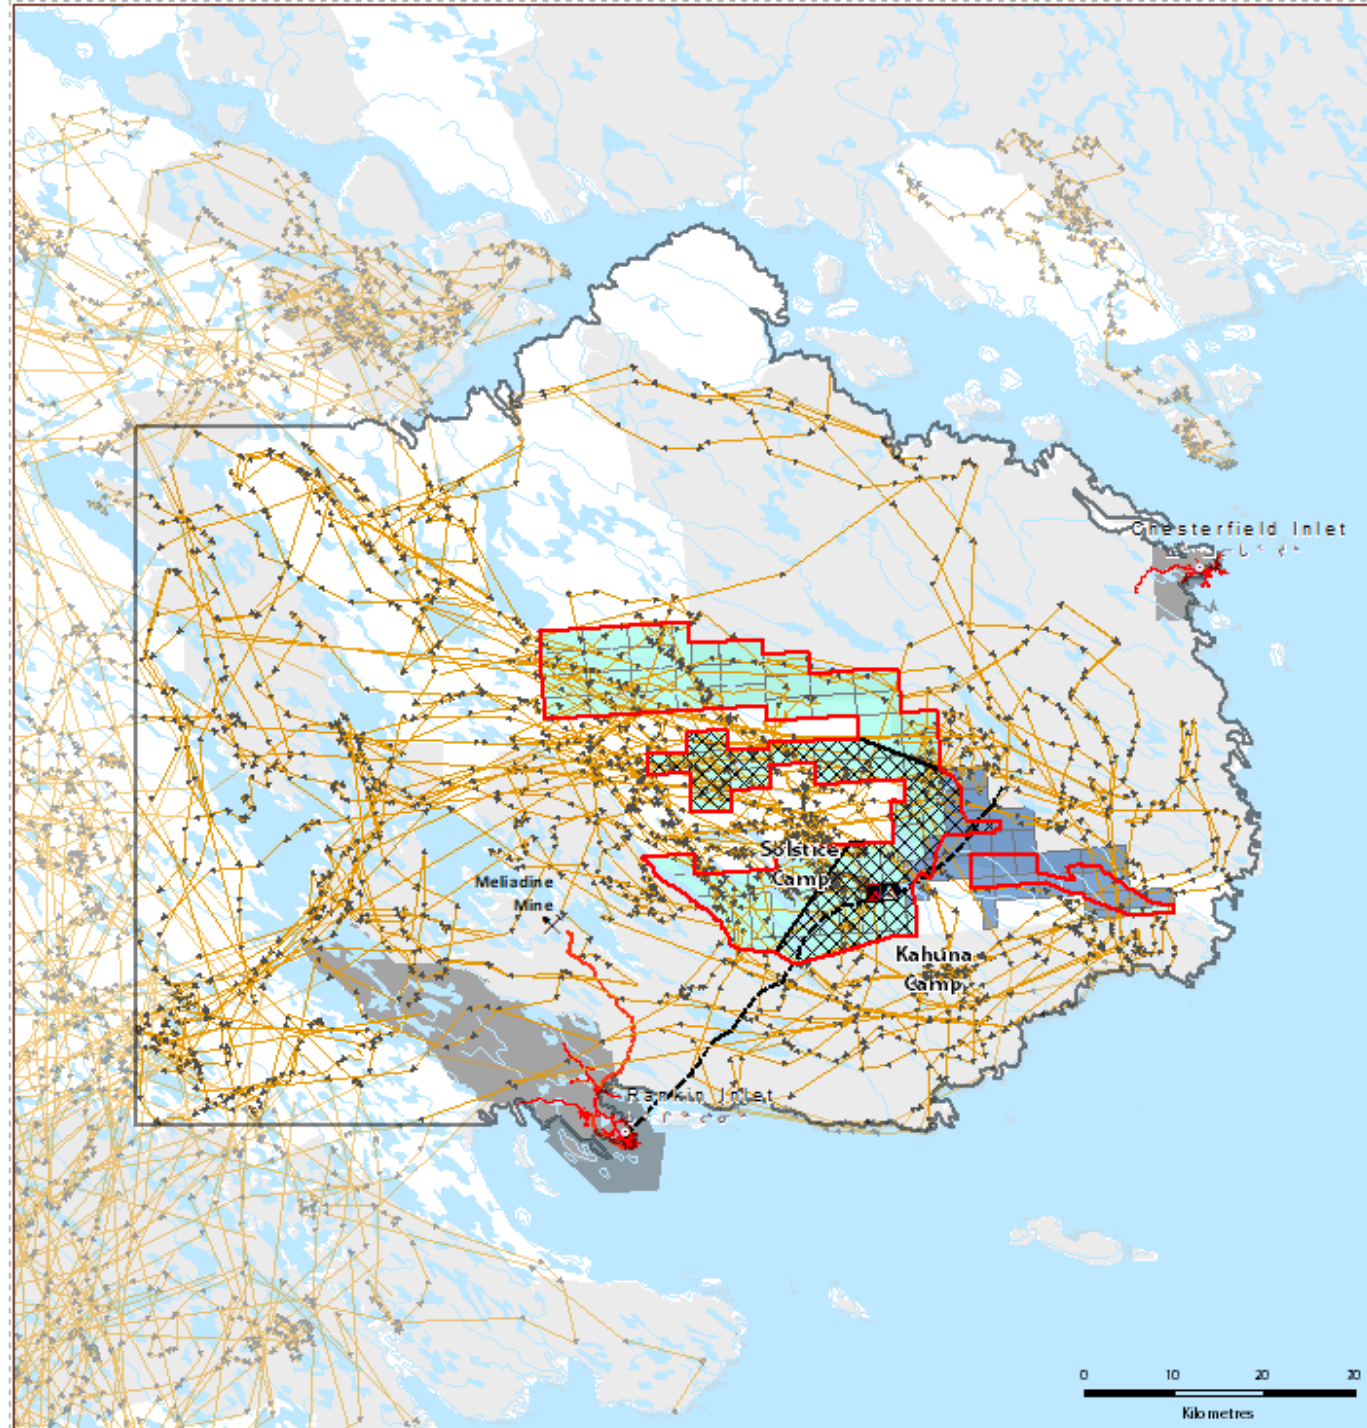 Chesterfield Inlet
Solstice
Camp
Meliadine
Mine
Kahuna
Camp
Rankin Inlet
0 10 20 30
Kilometres